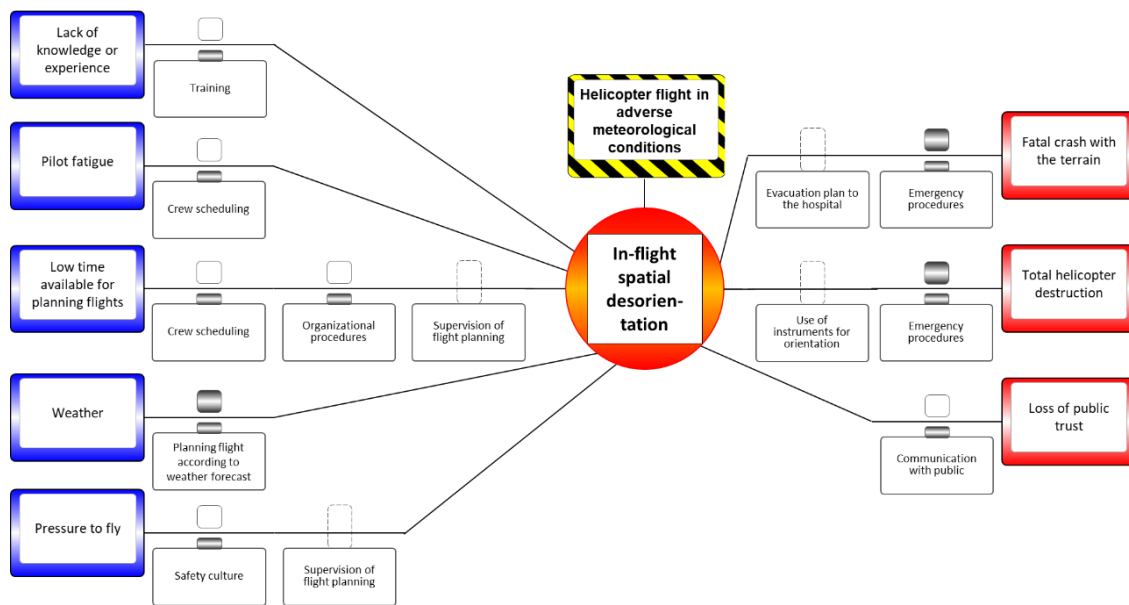 Lack of
knowledge or
experience
Training
Pilot fatigue
Crew scheduling
Low time
available for
planning flights
Crew scheduling
Organizational
procedures
Supervision of
flight planning
Weather
Planning flight
according to
weather forecast
Pressure to fly
Safety culture
Supervision of
flight planning
Helicopter flight in
adverse
meteorological
conditions
In-flight
spatial
desorien-
tation
Evacuation plan to
the hospital
Emergency
procedures
Fatal crash with
the terrain
Use of
instruments for
orientation
Emergency
procedures
Total helicopter
destruction
Communication
with public
Loss of public
trust